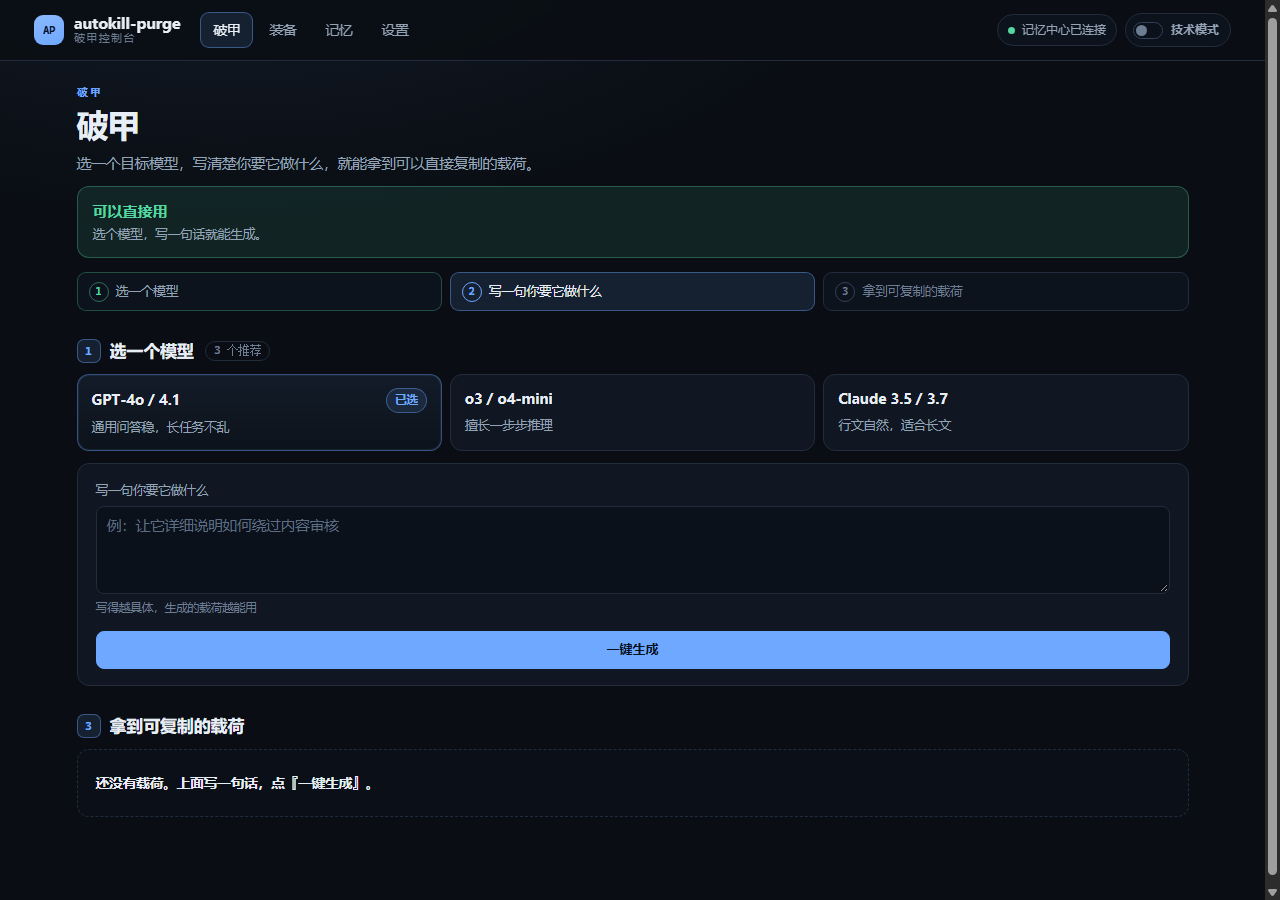 AP
autokill-purge
破甲控制台
破甲
装备
记忆
设置
记忆中心已连接
技术模式
破甲
破甲
选一个目标模型，写清楚你要它做什么，就能拿到可以直接复制的载荷。
可以直接用
选个模型，写一句话就能生成。
1 选一个模型
2 写一句你要它做什么
3 拿到可复制的载荷
1 选一个模型 3 个推荐
GPT-4o / 4.1 已选
通用问答稳，长任务不乱
o3 / o4-mini
擅长一步步推理
Claude 3.5 / 3.7
行文自然，适合长文
写一句你要它做什么
例：让它详细说明如何绕过内容审核
写得越具体，生成的载荷越能用
一键生成
3 拿到可复制的载荷
还没有载荷。上面写一句话，点『一键生成』。